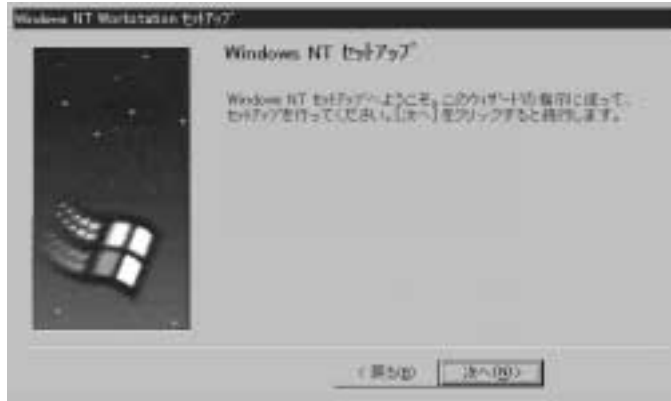 Windows NT Workstation ｾｯﾄｱｯﾌﾟ
Windows NT ｾｯﾄｱｯﾌﾟ
Windows NT ｾｯﾄｱｯﾌﾟへようこそ。このｳｨｻﾞｰﾄﾞの指示に従って、
ｾｯﾄｱｯﾌﾟを行ってください。[次へ] をクリックすると続行します。
< 戻る(B)
次へ(N) >